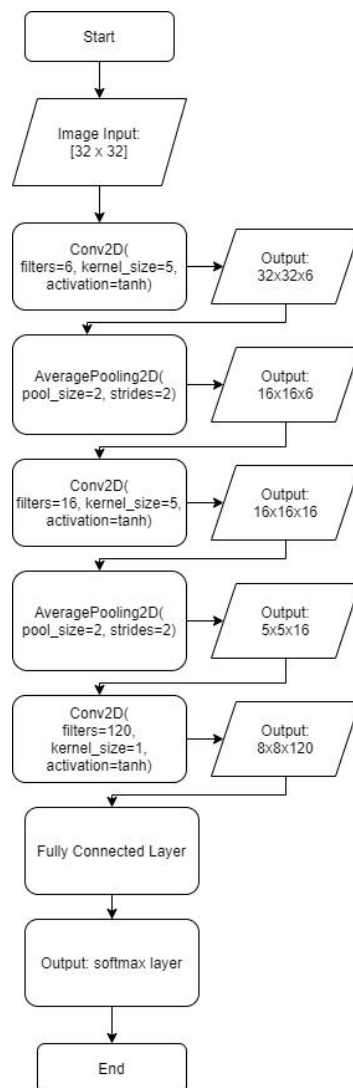 Start
Image Input:
[32 x 32]
Conv2D(
filters=6, kernel_size=5,
activation=tanh)
Output:
32x32x6
AveragePooling2D(
pool_size=2, strides=2)
Output:
16x16x6
Conv2D(
filters=16, kernel_size=5,
activation=tanh)
Output:
16x16x16
AveragePooling2D(
pool_size=2, strides=2)
Output:
5x5x16
Conv2D(
filters=120,
kernel_size=1,
activation=tanh)
Output:
8x8x120
Fully Connected Layer
Output: softmax layer
End